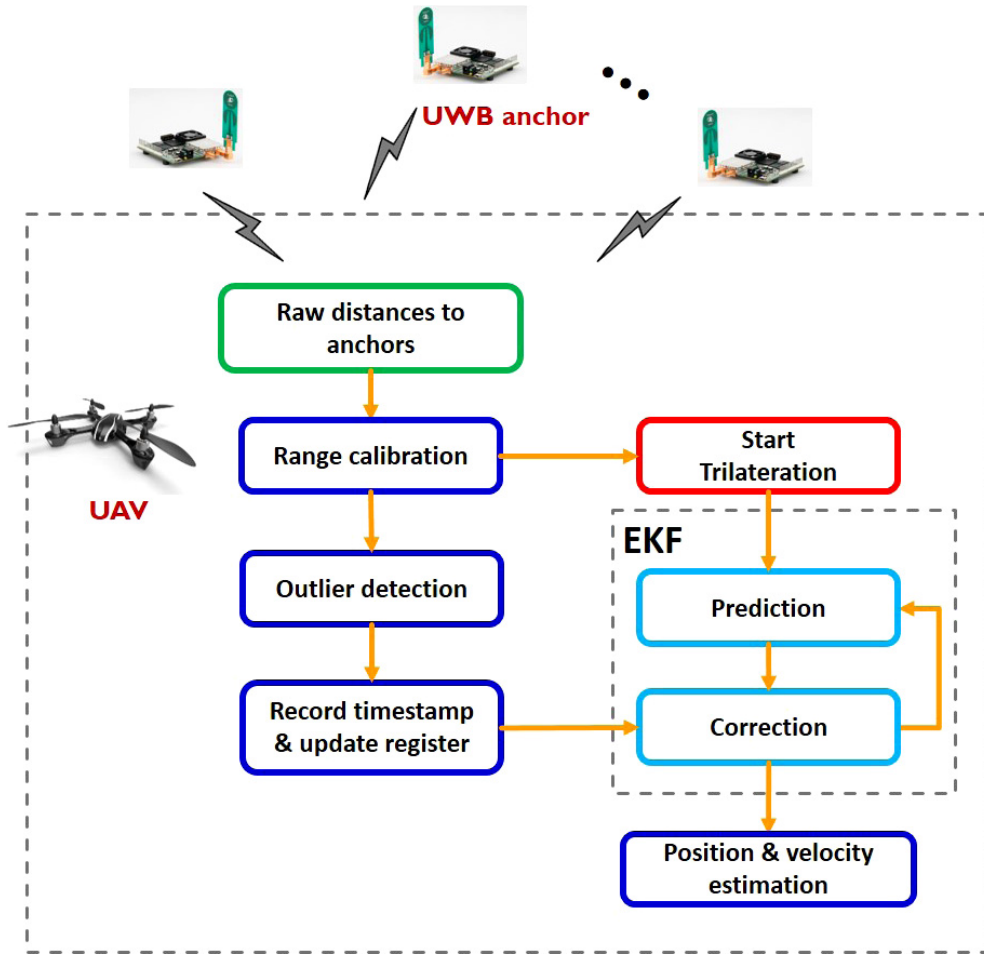 UWB anchor
Raw distances to
anchors
Range calibration
Start
Trilateration
UAV
EKF
Outlier detection
Prediction
Record timestamp
& update register
Correction
Position & velocity
estimation